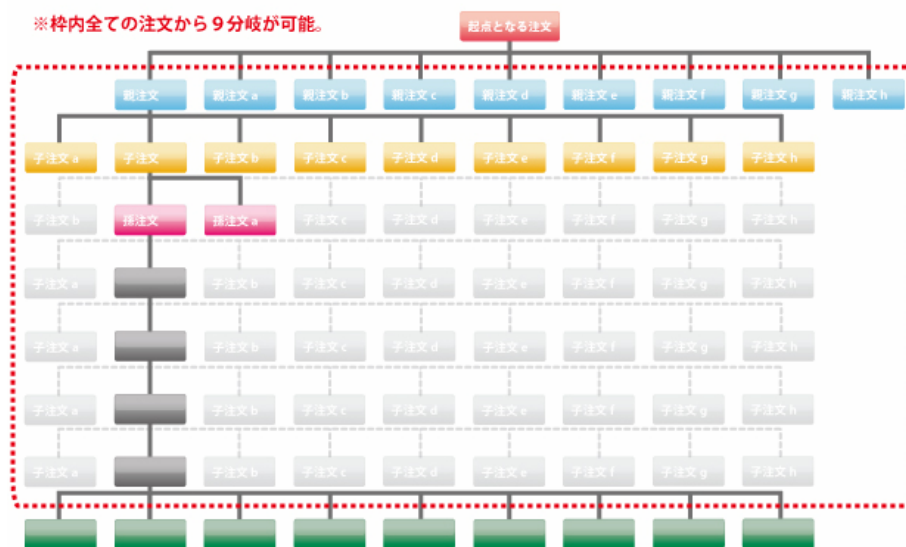 ※枠内全ての注文から９分岐が可能。
起点となる注文
親注文 親注文 a 親注文 b 親注文 c 親注文 d 親注文 e 親注文 f 親注文 g 親注文 h
子注文 a 子注文 子注文 b 子注文 c 子注文 d 子注文 e 子注文 f 子注文 g 子注文 h
子注文 b 孫注文 孫注文 a 子注文 c 子注文 d 子注文 e 子注文 f 子注文 g 子注文 h
子注文 a 子注文 b 子注文 c 子注文 d 子注文 e 子注文 f 子注文 g 子注文 h
子注文 a 子注文 b 子注文 c 子注文 d 子注文 e 子注文 f 子注文 g 子注文 h
子注文 a 子注文 b 子注文 c 子注文 d 子注文 e 子注文 f 子注文 g 子注文 h
子注文 a 子注文 b 子注文 c 子注文 d 子注文 e 子注文 f 子注文 g 子注文 h